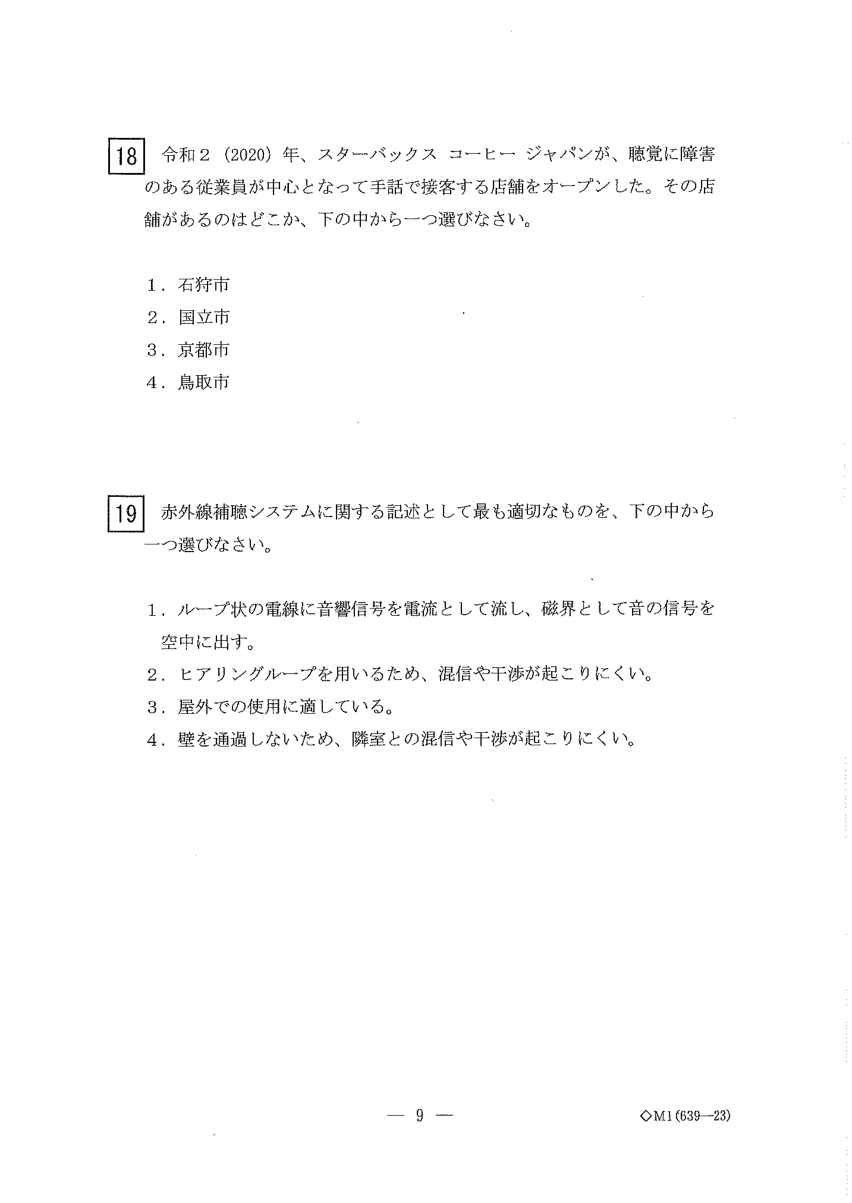 18 令和２（2020）年、スターバックス コーヒー ジャパンが、聴覚に障害
のある従業員が中心となって手話で接客する店舗をオープンした。その店
舗があるのはどこか、下の中から一つ選びなさい。
１．石狩市
２．国立市
３．京都市
４．鳥取市
19 赤外線補聴システムに関する記述として最も適切なものを、下の中から
一つ選びなさい。
１．ループ状の電線に音響信号を電流として流し、磁界として音の信号を
空中に出す。
２．ヒアリングループを用いるため、混信や干渉が起こりにくい。
３．屋外での使用に適している。
４．壁を通過しないため、隣室との混信や干渉が起こりにくい。
― 9 ―
◇M1(639―23)